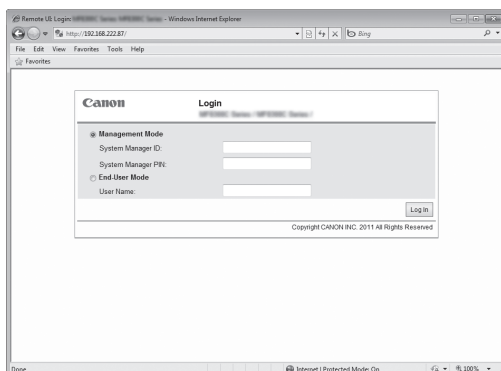 Remote UI: Login: - Windows Internet Explorer
http://192.168.222.87/
Bing
File Edit View Favorites Tools Help
Favorites
Canon
Login
Management Mode
System Manager ID:
System Manager PIN:
End-User Mode
User Name:
Log In
Copyright CANON INC. 2011 All Rights Reserved
Done
Internet | Protected Mode: On
100%